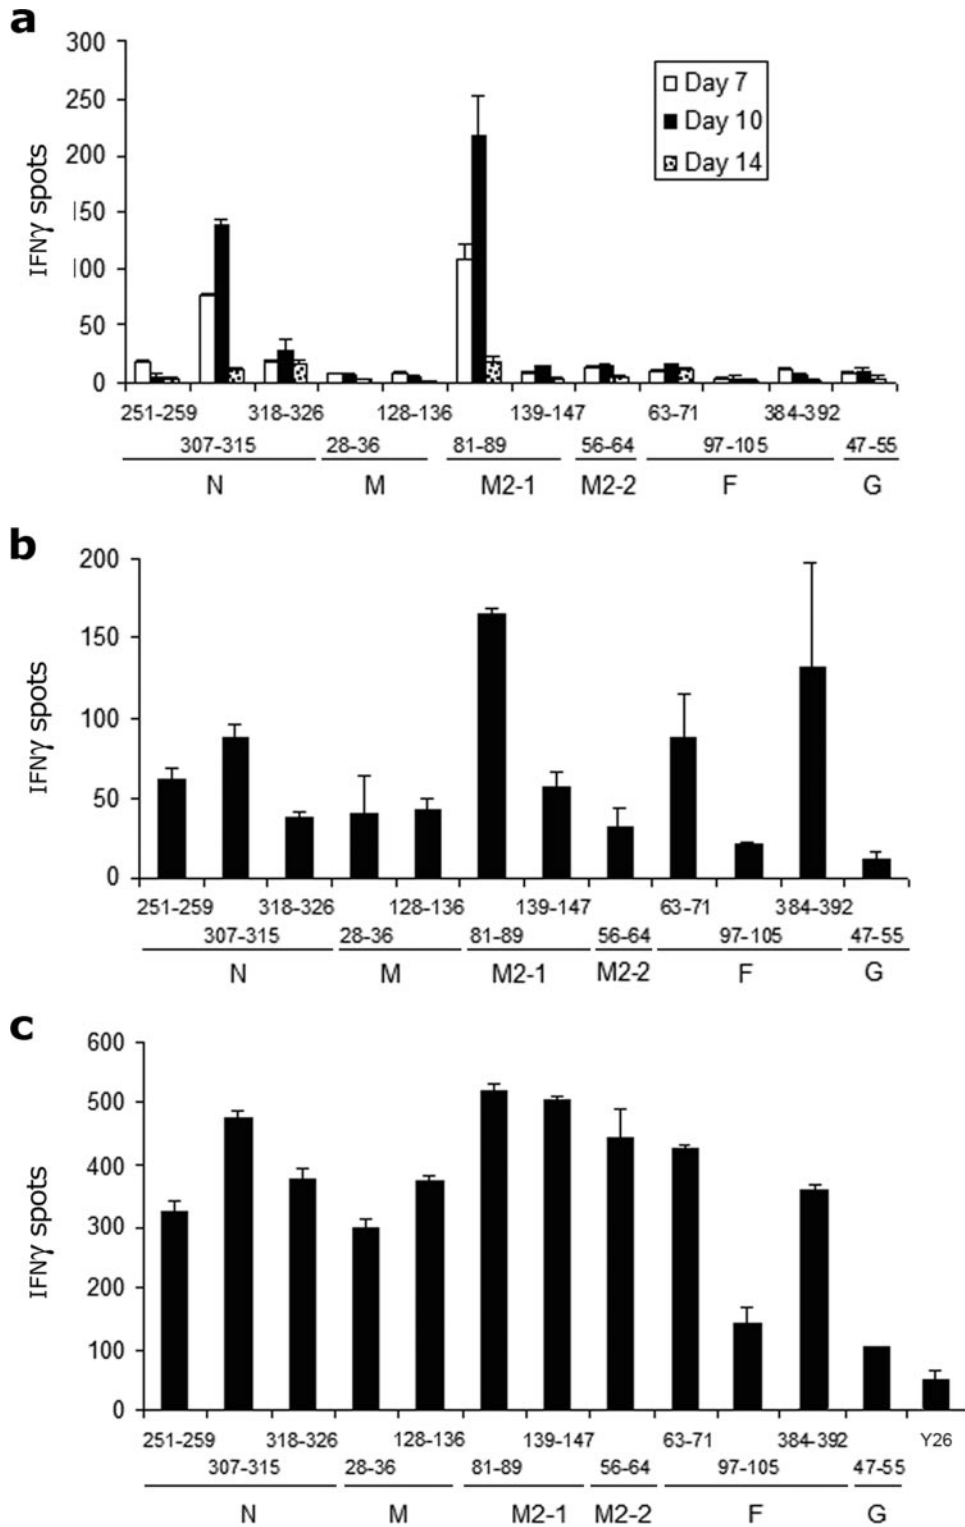 a
300
250
200
150
100
50
0
IFNγ spots
Day 7
Day 10
Day 14
251-259 318-326 128-136 139-147 63-71 384-392
307-315 28-36 81-89 56-64 97-105 47-55
N M M2-1 M2-2 F G
b
200
150
100
50
0
IFNγ spots
251-259 318-326 128-136 139-147 63-71 384-392
307-315 28-36 81-89 56-64 97-105 47-55
N M M2-1 M2-2 F G
c
600
500
400
300
200
100
0
IFNγ spots
251-259 318-326 128-136 139-147 63-71 384-392 Y26
307-315 28-36 81-89 56-64 97-105 47-55
N M M2-1 M2-2 F G